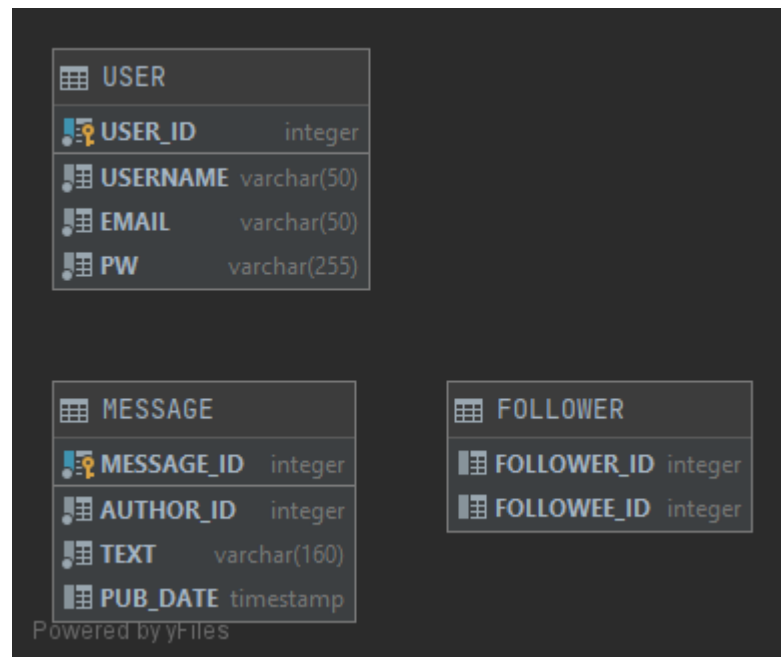 USER
USER_ID integer
USERNAME varchar(50)
EMAIL varchar(50)
PW varchar(255)
MESSAGE
MESSAGE_ID integer
AUTHOR_ID integer
TEXT varchar(160)
PUB_DATE timestamp
FOLLOWER
FOLLOWER_ID integer
FOLLOWEE_ID integer
Powered by yFiles